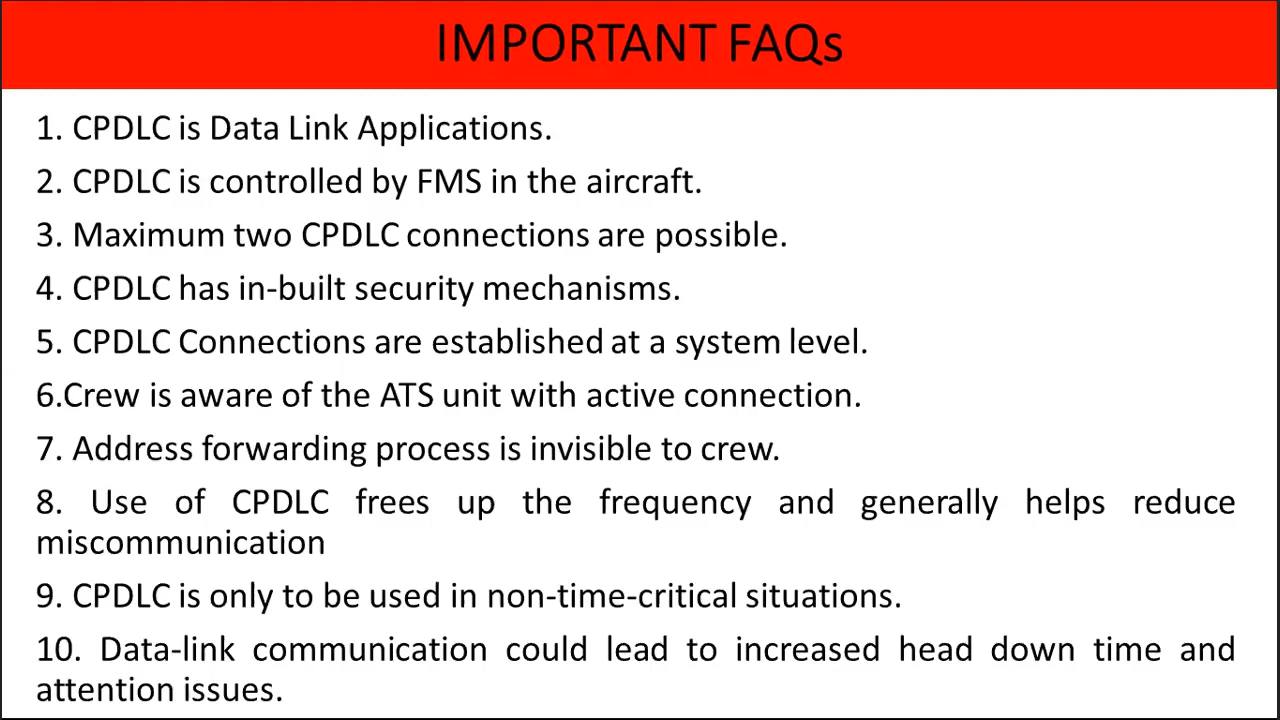 IMPORTANT FAQs
1. CPDLC is Data Link Applications.
2. CPDLC is controlled by FMS in the aircraft.
3. Maximum two CPDLC connections are possible.
4. CPDLC has in-built security mechanisms.
5. CPDLC Connections are established at a system level.
6.Crew is aware of the ATS unit with active connection.
7. Address forwarding process is invisible to crew.
8. Use of CPDLC frees up the frequency and generally helps reduce
miscommunication
9. CPDLC is only to be used in non-time-critical situations.
10. Data-link communication could lead to increased head down time and
attention issues.